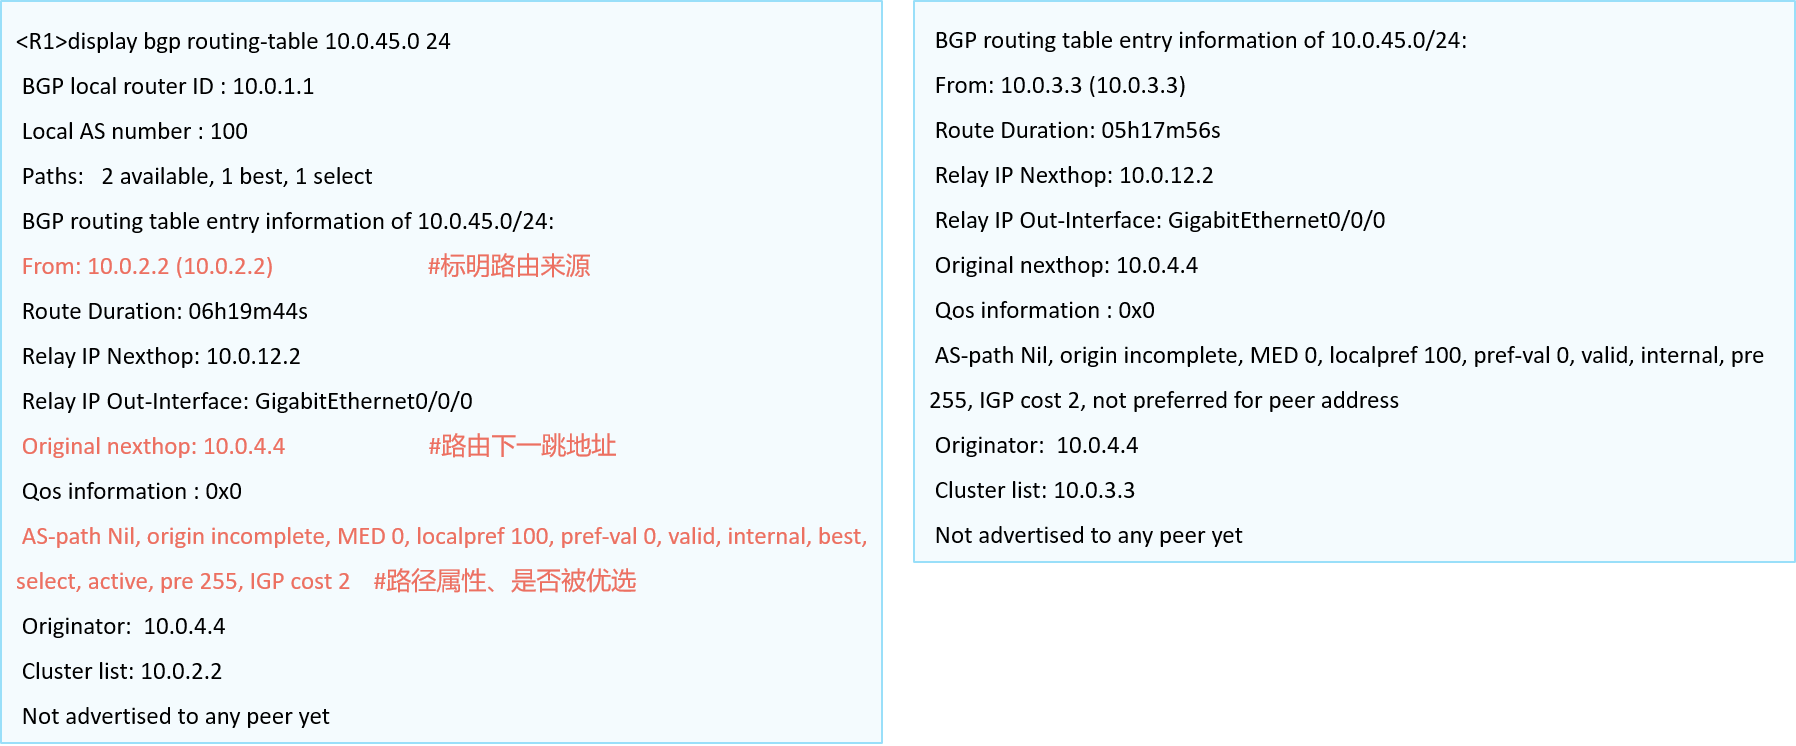 <R1>display bgp routing-table 10.0.45.0 24
BGP local router ID : 10.0.1.1
Local AS number : 100
Paths:   2 available, 1 best, 1 select
BGP routing table entry information of 10.0.45.0/24:
From: 10.0.2.2 (10.0.2.2) #标明路由来源
Route Duration: 06h19m44s
Relay IP Nexthop: 10.0.12.2
Relay IP Out-Interface: GigabitEthernet0/0/0
Original nexthop: 10.0.4.4 #路由下一跳地址
Qos information : 0x0
AS-path Nil, origin incomplete, MED 0, localpref 100, pref-val 0, valid, internal, best,
select, active, pre 255, IGP cost 2 #路径属性、是否被优选
Originator:  10.0.4.4
Cluster list: 10.0.2.2
Not advertised to any peer yet
BGP routing table entry information of 10.0.45.0/24:
From: 10.0.3.3 (10.0.3.3)
Route Duration: 05h17m56s
Relay IP Nexthop: 10.0.12.2
Relay IP Out-Interface: GigabitEthernet0/0/0
Original nexthop: 10.0.4.4
Qos information : 0x0
AS-path Nil, origin incomplete, MED 0, localpref 100, pref-val 0, valid, internal, pre
255, IGP cost 2, not preferred for peer address
Originator:  10.0.4.4
Cluster list: 10.0.3.3
Not advertised to any peer yet